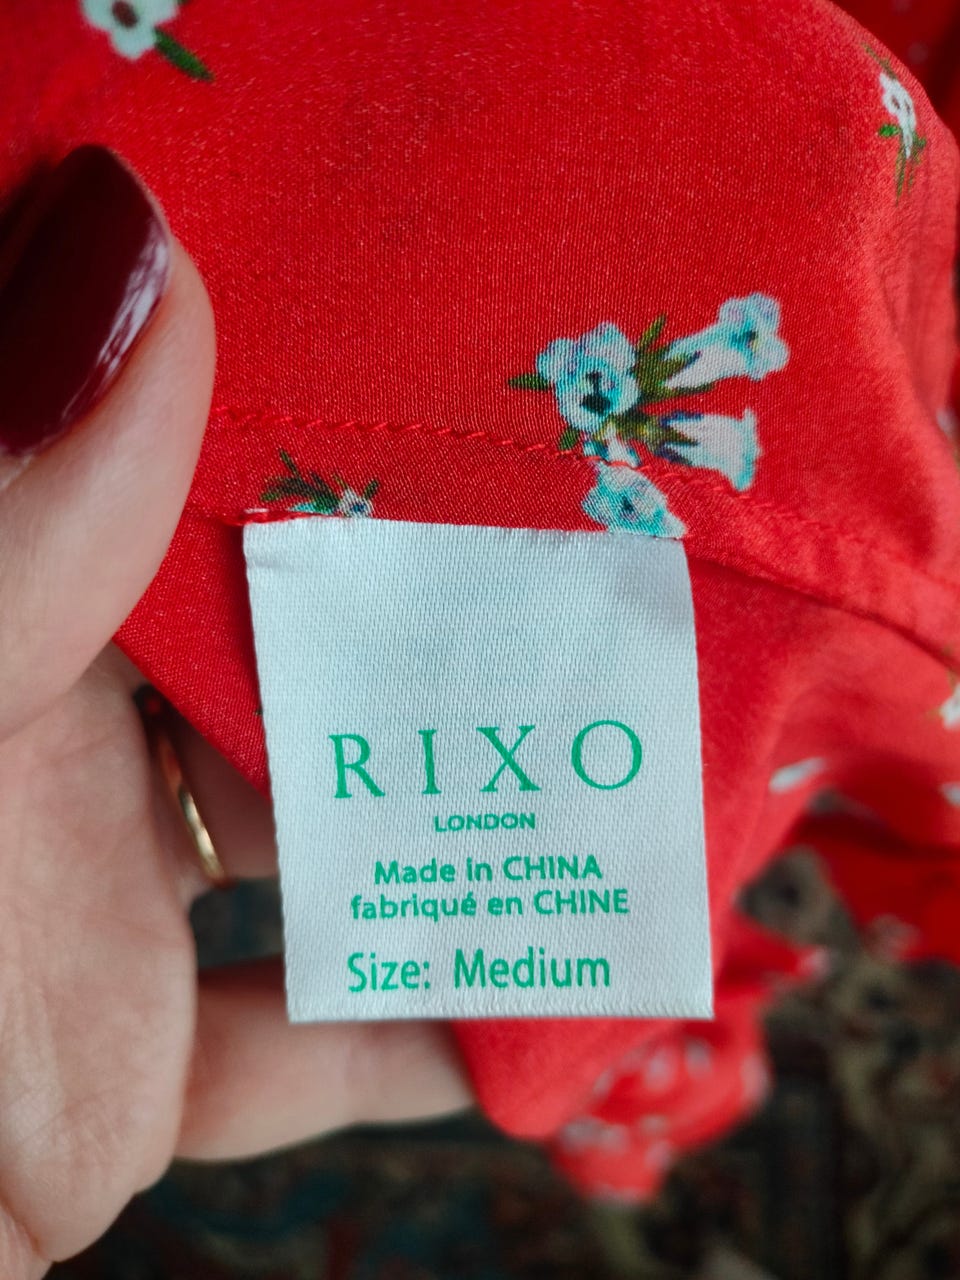 RIXO
LONDON
Made in CHINA
fabriqué en CHINE
Size: Medium